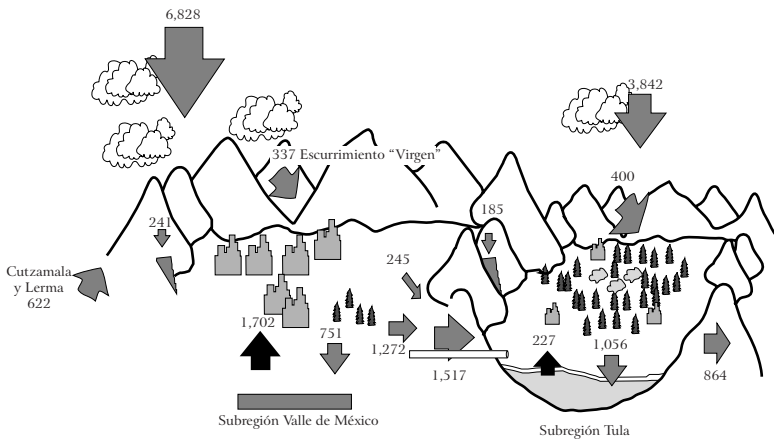 6,828
3,842
337 Escurrimiento “Virgen”
400
241
185
245
Cutzamala
y Lerma
622
1,702
751
1,272
1,517
227
1,056
864
Subregión Valle de México
Subregión Tula